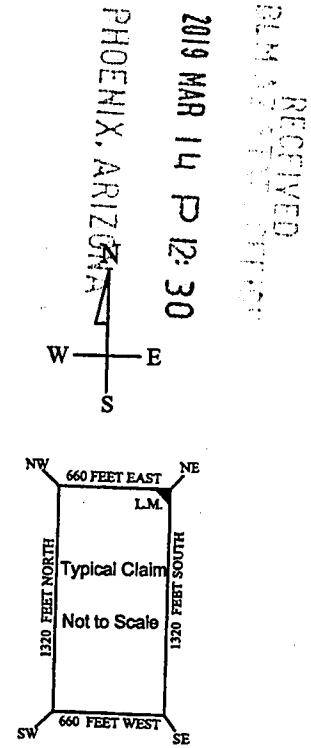 RECEIVED
2019 MAR 14 P 12:30
PHOENIX, ARIZONA
N
W E
S
NW 660 FEET EAST NE
L.M.
1320 FEET NORTH
Typical Claim
Not to Scale
1320 FEET SOUTH
SW 660 FEET WEST SE